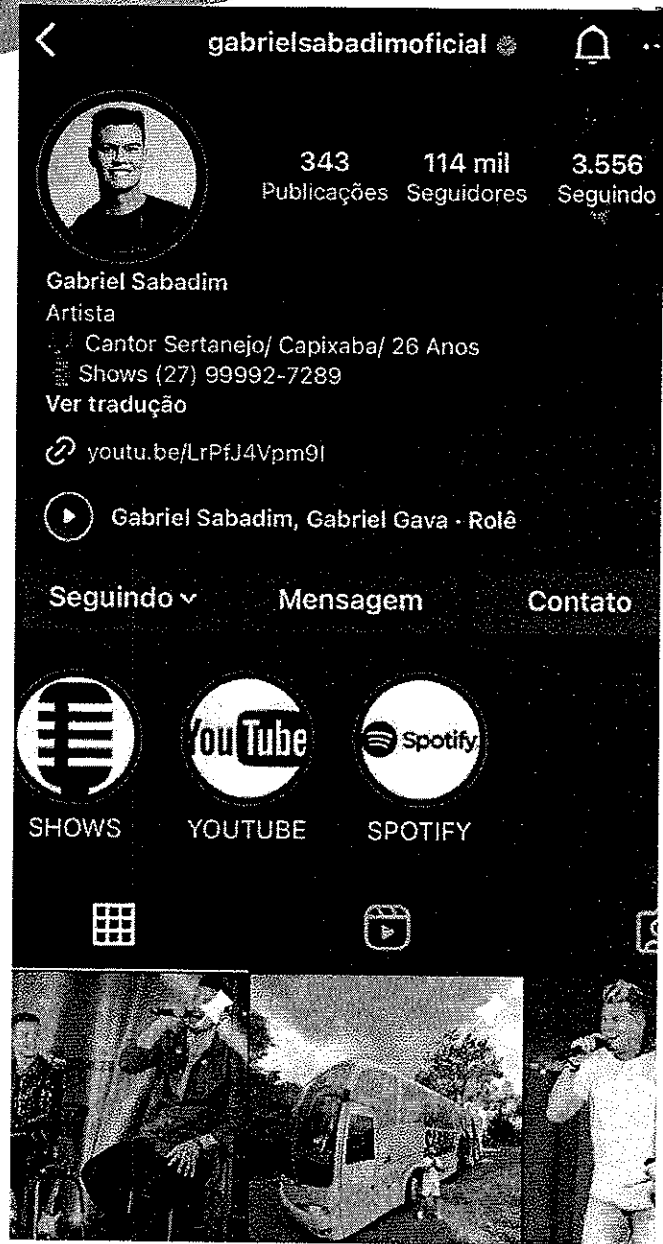 gabrielsabadimoficial
343 114 mil 3.556
Publicações Seguidores Seguindo
Gabriel Sabadim
Artista
Cantor Sertanejo/ Capixaba/ 26 Anos
Shows (27) 99992-7289
Ver tradução
youtu.be/LrPfJ4Vpm9I
Gabriel Sabadim, Gabriel Gava · Rolê
Seguindo Mensagem Contato
YouTube Spotify
SHOWS YOUTUBE SPOTIFY